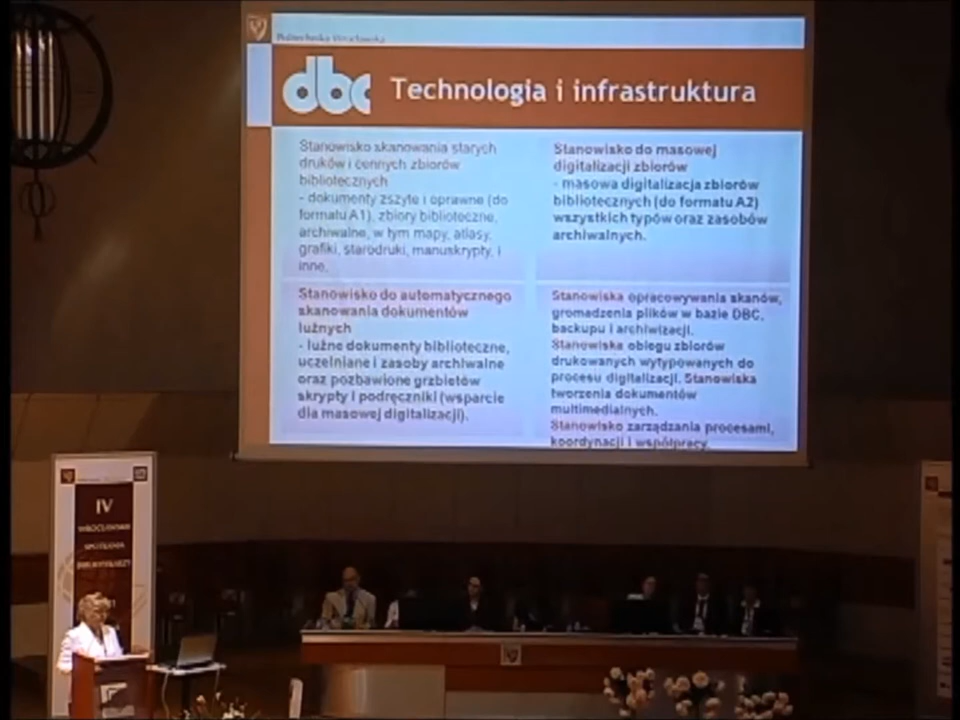 Politechnika Wrocławska
dbc Technologia i infrastruktura
Stanowisko skanowania starych
druków i cennych zbiorów
bibliotecznych
- dokumenty zszyte i oprawne (do
formatu A1), zbiory biblioteczne,
archiwalne, w tym mapy, atlasy,
grafiki, starodruki, manuskrypty, i
inne.
Stanowisko do masowej
digitalizacji zbiorów
- masowa digitalizacja zbiorów
bibliotecznych (do formatu A2)
wszystkich typów oraz zasobów
archiwalnych.
Stanowisko do automatycznego
skanowania dokumentów
luźnych
- luźne dokumenty biblioteczne,
uczelniane i zasoby archiwalne
oraz pozbawione grzbietów
skrypty i podręczniki (wsparcie
dla masowej digitalizacji).
Stanowiska opracowywania skanów,
gromadzenia plików w bazie DBC,
backupu i archiwizacji.
Stanowiska obiegu zbiorów
drukowanych wytypowanych do
procesu digitalizacji. Stanowiska
tworzenia dokumentów
multimedialnych.
Stanowisko zarządzania procesami,
koordynacji i współpracy.
IV
WROCŁAWSKIE
SPOTKANIA
BIBLIOTEKARZY